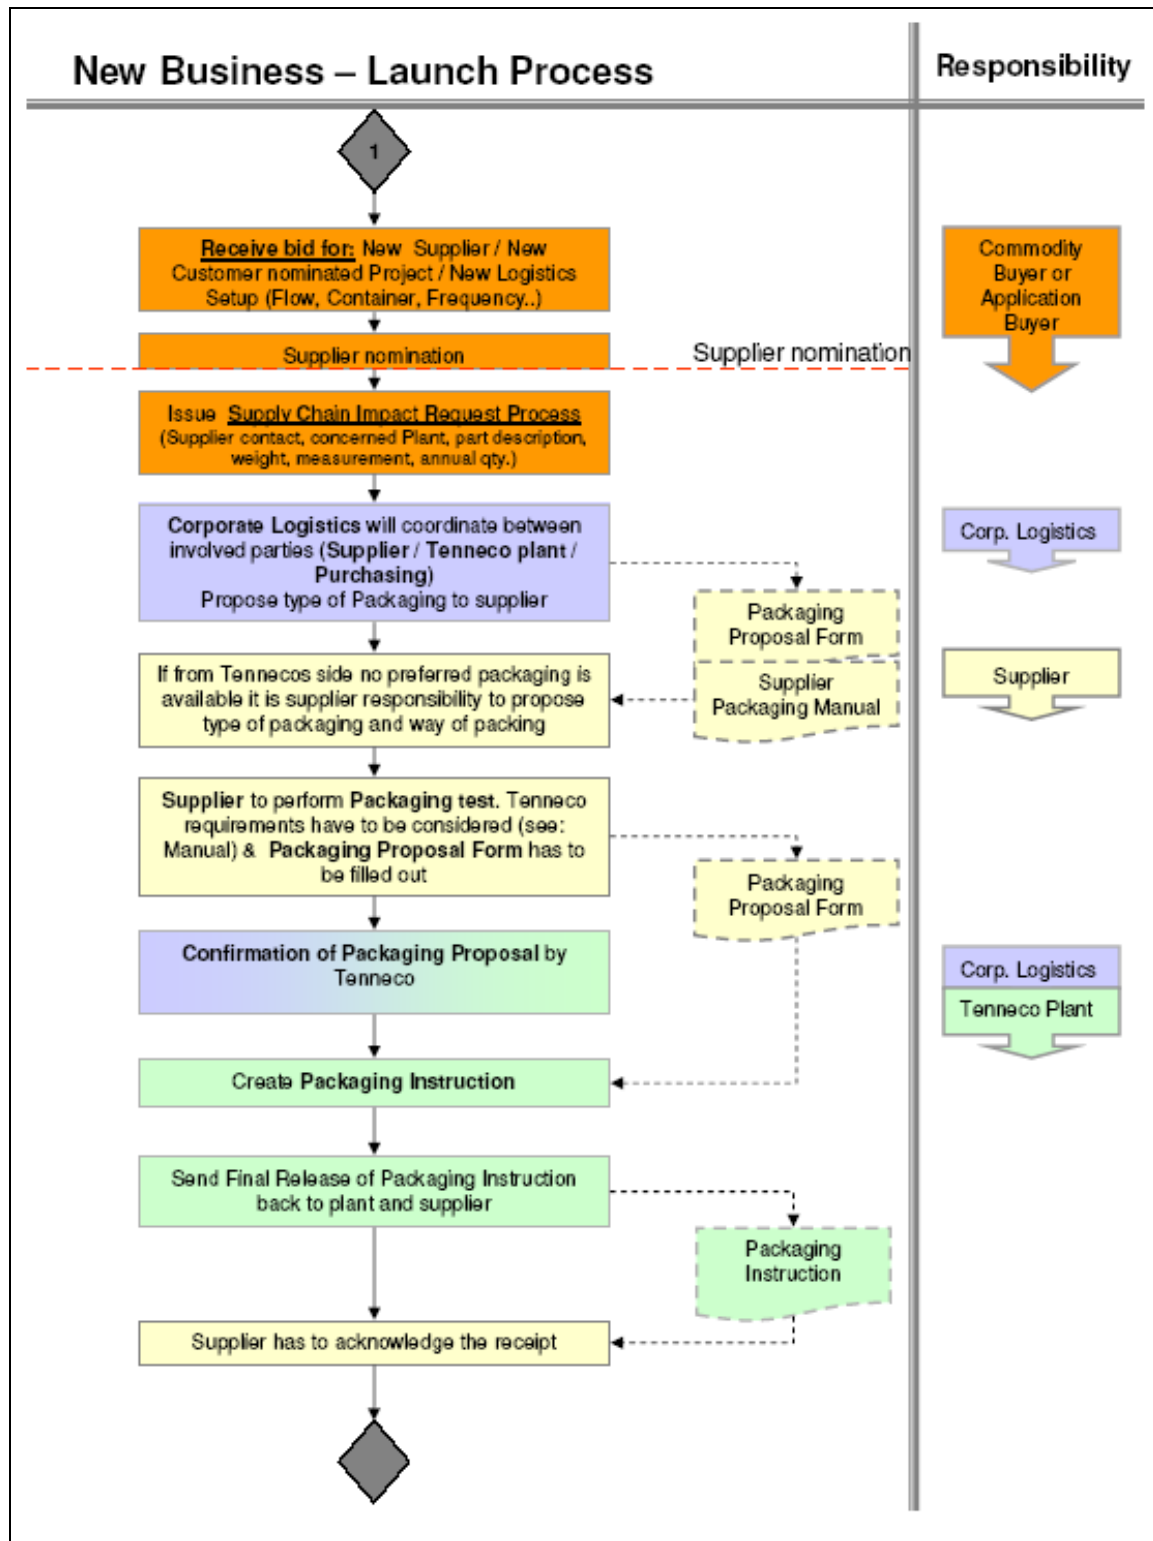 New Business – Launch Process
Responsibility
1
Receive bid for: New Supplier / New
Customer nominated Project / New Logistics
Setup (Flow, Container, Frequency..)
Commodity
Buyer or
Application
Buyer
Supplier nomination
Supplier nomination
Issue Supply Chain Impact Request Process
(Supplier contact, concerned Plant, part description,
weight, measurement, annual qty.)
Corporate Logistics will coordinate between
involved parties (Supplier / Tenneco plant /
Purchasing)
Propose type of Packaging to supplier
Corp. Logistics
Packaging
Proposal Form
Supplier
Packaging Manual
If from Tennecos side no preferred packaging is
available it is supplier responsibility to propose
type of packaging and way of packing
Supplier
Supplier to perform Packaging test. Tenneco
requirements have to be considered (see:
Manual) & Packaging Proposal Form has to
be filled out
Packaging
Proposal Form
Confirmation of Packaging Proposal by
Tenneco
Corp. Logistics
Tenneco Plant
Create Packaging Instruction
Send Final Release of Packaging Instruction
back to plant and supplier
Packaging
Instruction
Supplier has to acknowledge the receipt